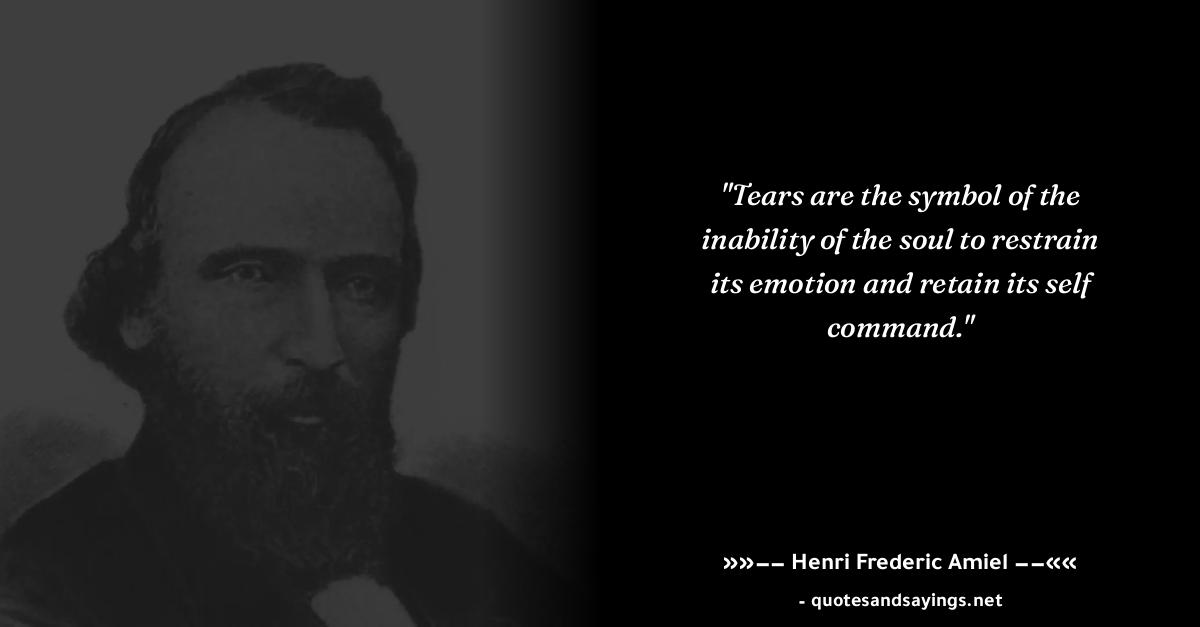 "Tears are the symbol of the
inability of the soul to restrain
its emotion and retain its self
command."
»»–– Henri Frederic Amiel ––««
- quotesandsayings.net